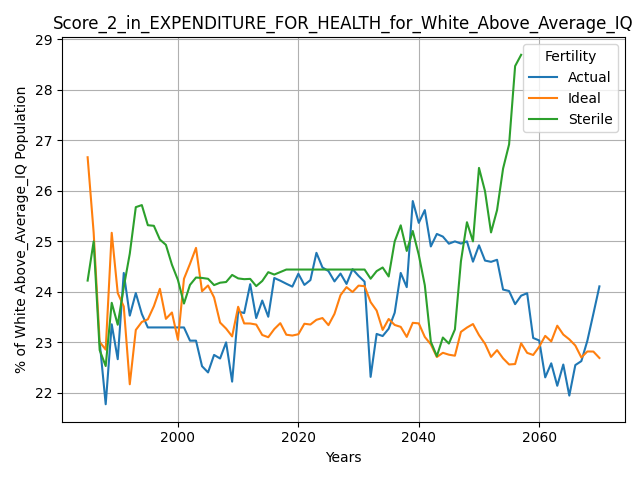 Score_2_in_EXPENDITURE_FOR_HEALTH_for_White_Above_Average_IQ
29
28
27
26
25
24
23
22
% of White Above_Average_IQ Population
Fertility
Actual
Ideal
Sterile
2000 2020 2040 2060
Years